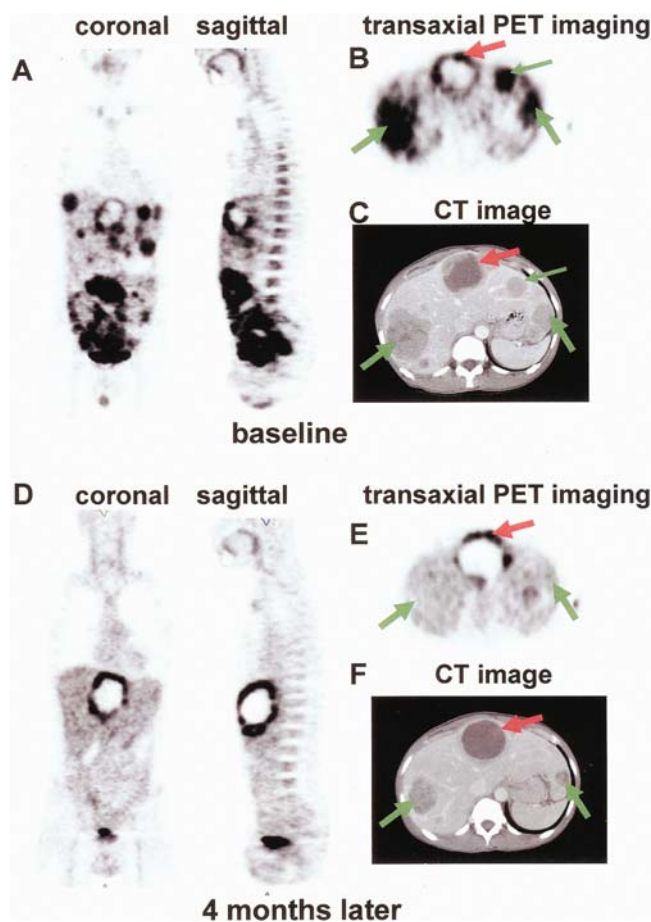 coronal sagittal transaxial PET imaging
A
B
C CT image
baseline
D coronal sagittal transaxial PET imaging
E
F CT image
4 months later